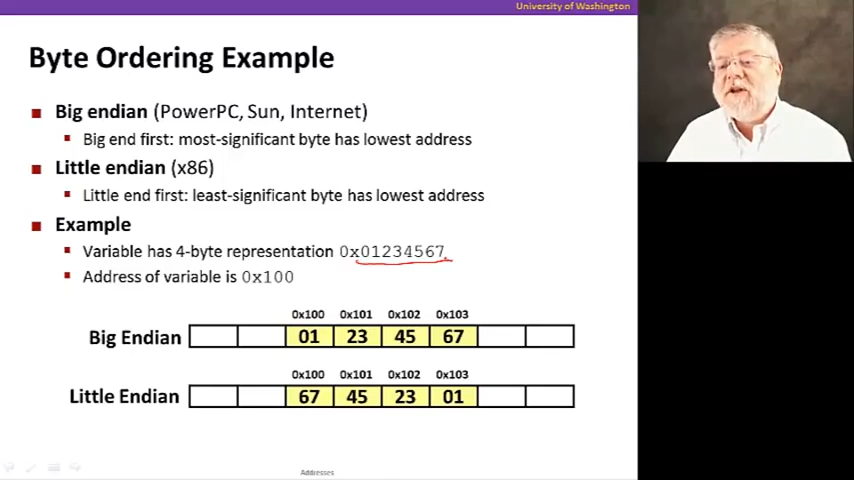 University of Washington
Byte Ordering Example
Big endian (PowerPC, Sun, Internet)
Big end first: most-significant byte has lowest address
Little endian (x86)
Little end first: least-significant byte has lowest address
Example
Variable has 4-byte representation 0x01234567
Address of variable is 0x100
0x100 0x101 0x102 0x103
Big Endian 01 23 45 67
0x100 0x101 0x102 0x103
Little Endian 67 45 23 01
Addresses